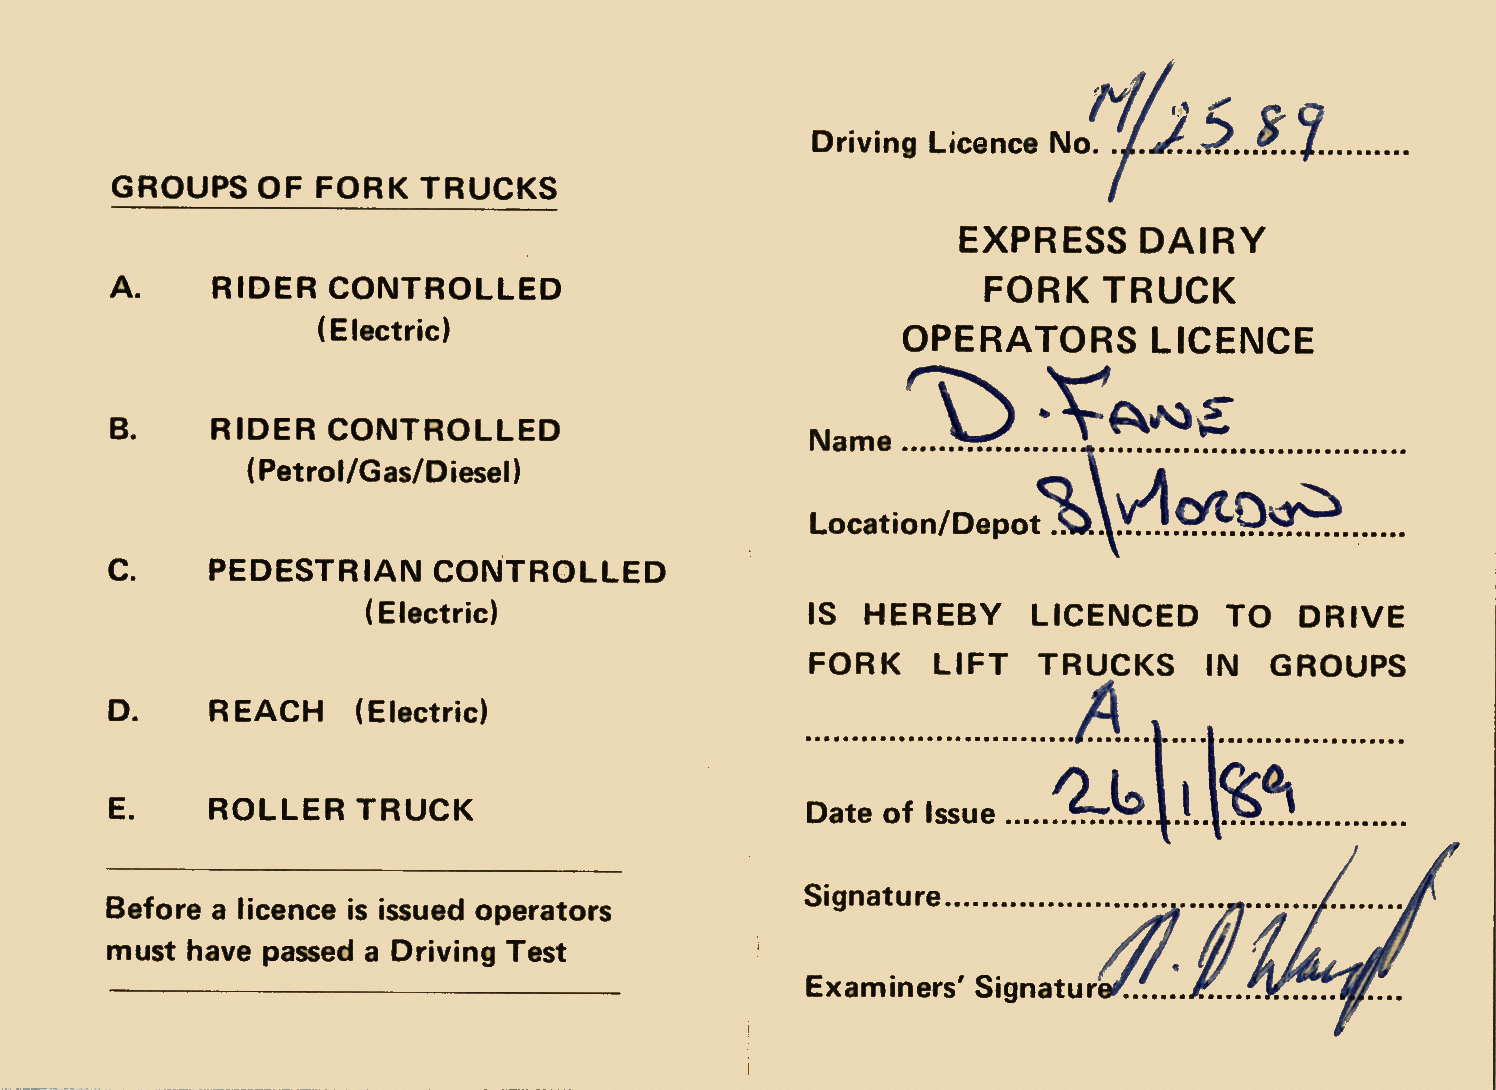 GROUPS OF FORK TRUCKS
A. RIDER CONTROLLED
(Electric)
B. RIDER CONTROLLED
(Petrol/Gas/Diesel)
C. PEDESTRIAN CONTROLLED
(Electric)
D. REACH (Electric)
E. ROLLER TRUCK
Before a licence is issued operators
must have passed a Driving Test
Driving Licence No. M/2589
EXPRESS DAIRY
FORK TRUCK
OPERATORS LICENCE
Name D. FANE
Location/Depot S/MORDEN
IS HEREBY LICENCED TO DRIVE
FORK LIFT TRUCKS IN GROUPS
A
Date of Issue 26/1/89
Signature
Examiners' Signature